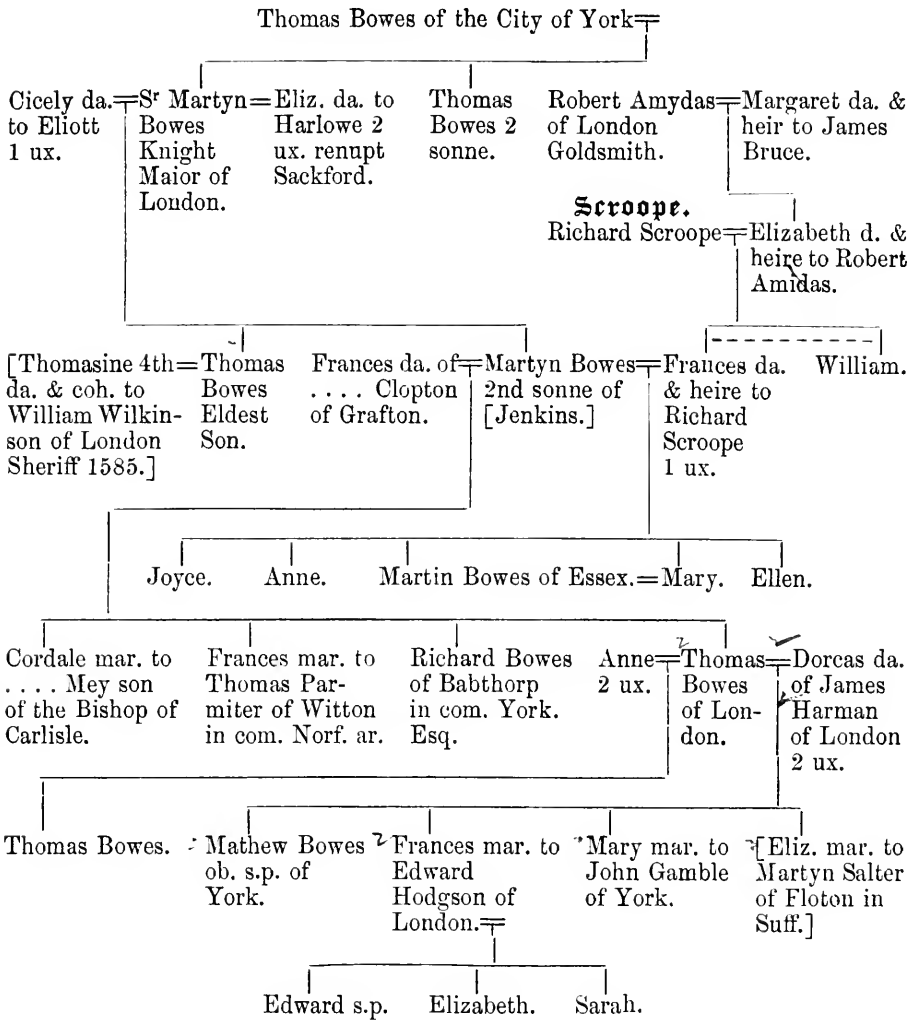 Thomas Bowes of the City of York
Cicely da.
to Eliott
1 ux.
Sr Martyn
Bowes
Knight
Maior of
London.
Eliz. da. to
Harlowe 2
ux. renupt
Sackford.
Thomas
Bowes 2
sonne.
Robert Amydas
of London
Goldsmith.
Margaret da. &
heir to James
Bruce.
Scroope.
Richard Scroope
Elizabeth d. &
heire to Robert
Amidas.
[Thomasine 4th
da. & coh. to
William Wilkin-
son of London
Sheriff 1585.]
Thomas
Bowes
Eldest
Son.
Frances da. of
. . . . Clopton
of Grafton.
Martyn Bowes
2nd sonne of
[Jenkins.]
Frances da.
& heire to
Richard
Scroope
1 ux.
William.
Joyce.
Anne.
Martin Bowes of Essex.=Mary.
Ellen.
Cordale mar. to
. . . . Mey son
of the Bishop of
Carlisle.
Frances mar. to
Thomas Par-
miter of Witton
in com. Norf. ar.
Richard Bowes
of Babthorp
in com. York.
Esq.
Anne
2 ux.
Thomas
Bowes
of Lon-
don.
Dorcas da.
of James
Harman
of London
2 ux.
Thomas Bowes.
Mathew Bowes
ob. s.p. of
York.
Frances mar. to
Edward
Hodgson of
London.
Mary mar. to
John Gamble
of York.
[Eliz. mar. to
Martyn Salter
of Floton in
Suff.]
Edward s.p.
Elizabeth.
Sarah.